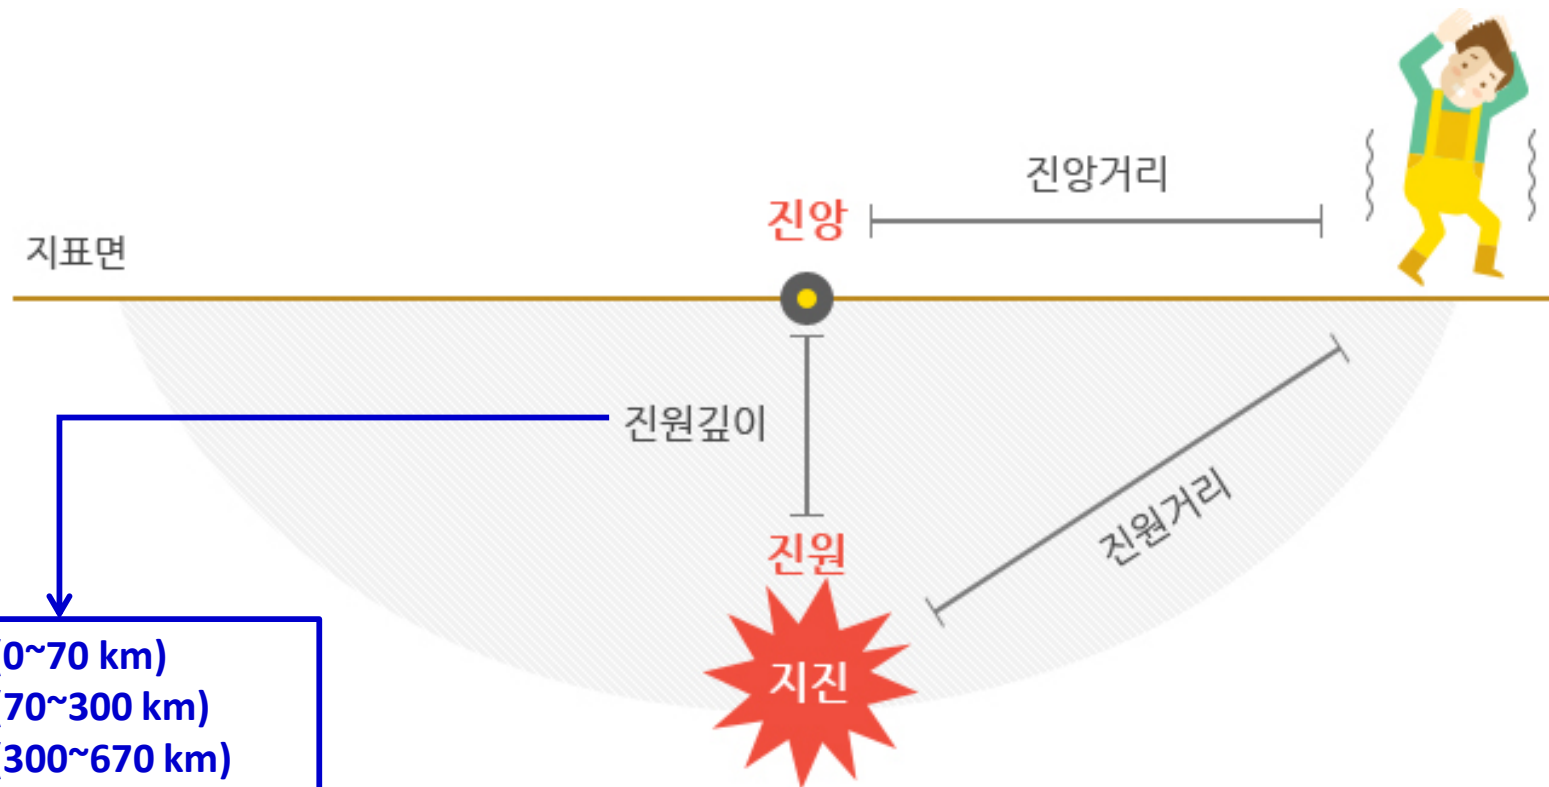 진앙거리
진앙
지표면
진원깊이
진원거리
진원
지진
(0~70 km)
(70~300 km)
(300~670 km)